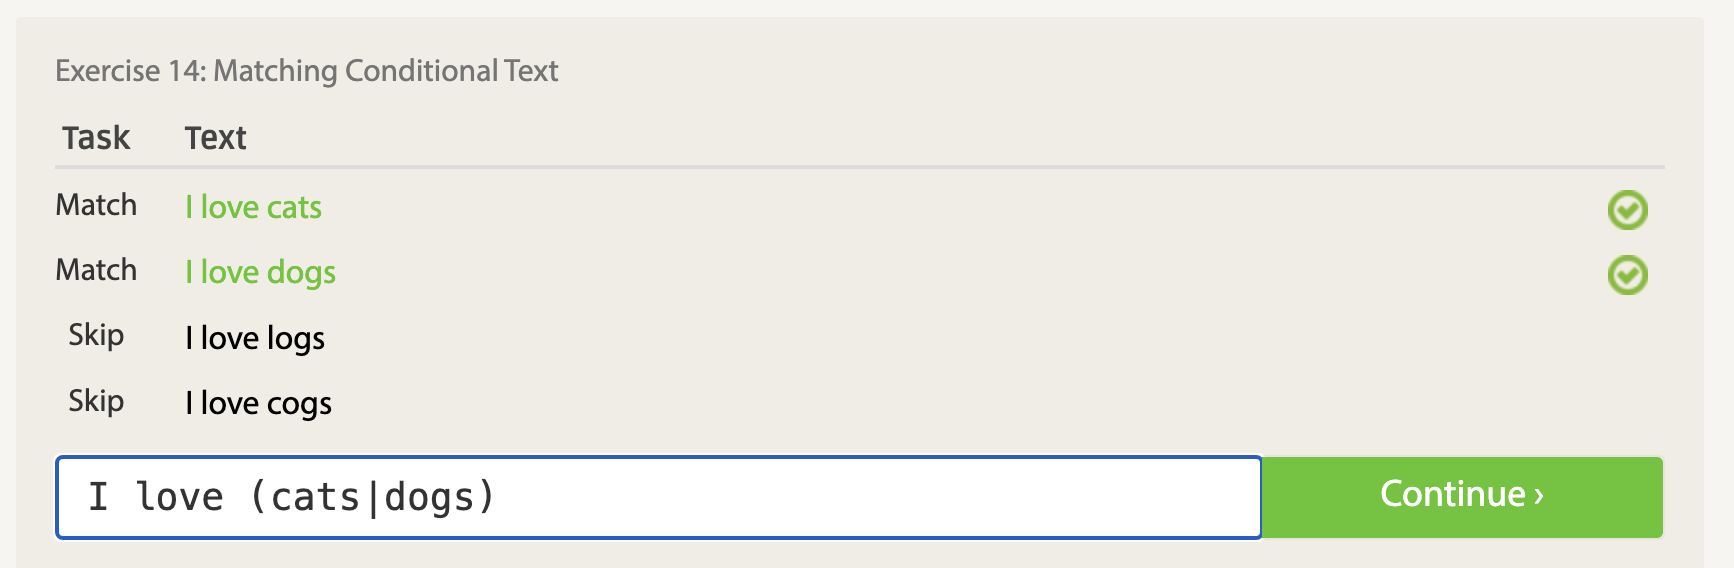 Exercise 14: Matching Conditional Text
Task Text
Match I love cats
Match I love dogs
Skip I love logs
Skip I love cogs
I love (cats|dogs) Continue ›